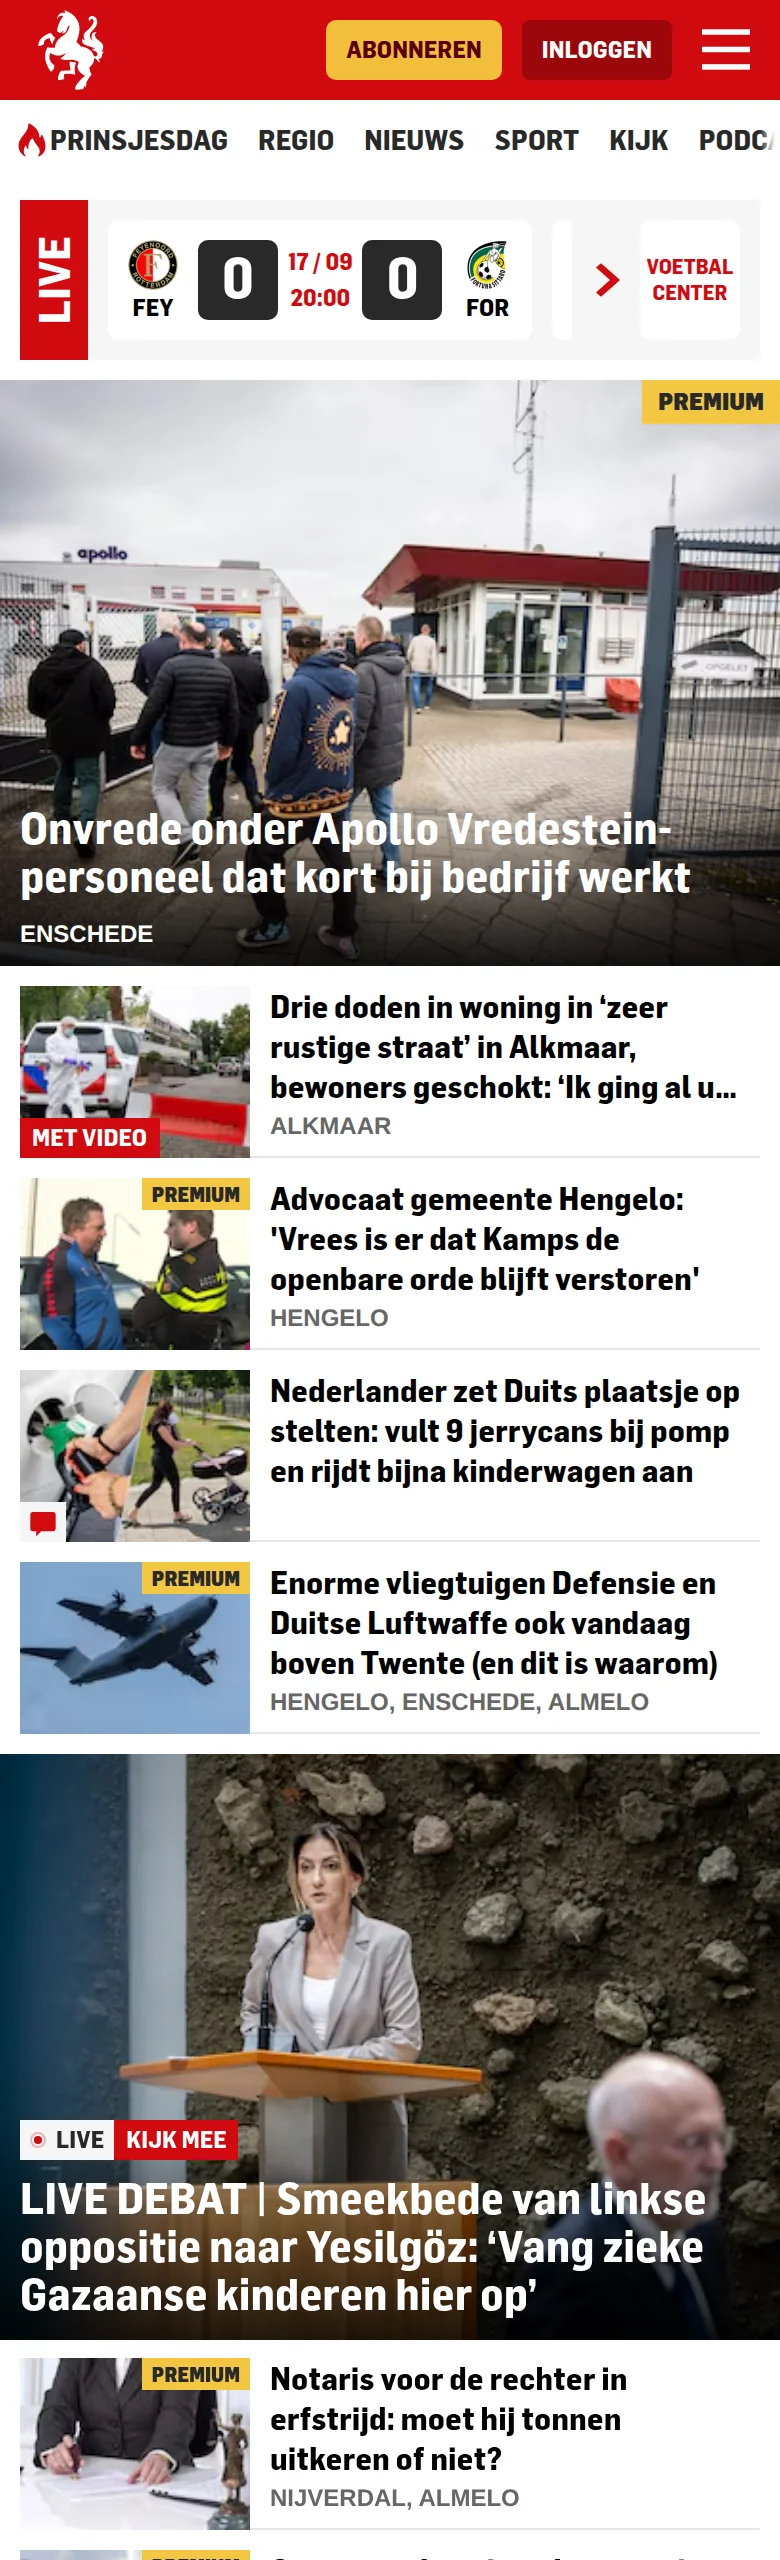 ABONNEREN
INLOGGEN
PRINSJESDAG REGIO NIEUWS SPORT KIJK
LIVE
FEY
0
17 / 09
20:00
0
FOR
VOETBAL
CENTER
PREMIUM
apollo
OPGELET
Onvrede onder Apollo Vredestein-
personeel dat kort bij bedrijf werkt
ENSCHEDE
Drie doden in woning in ‘zeer
rustige straat’ in Alkmaar,
bewoners geschokt: ‘Ik ging al u...
ALKMAAR
MET VIDEO
PREMIUM
Advocaat gemeente Hengelo:
'Vrees is er dat Kamps de
openbare orde blijft verstoren'
HENGELO
Nederlander zet Duits plaatsje op
stelten: vult 9 jerrycans bij pomp
en rijdt bijna kinderwagen aan
PREMIUM
Enorme vliegtuigen Defensie en
Duitse Luftwaffe ook vandaag
boven Twente (en dit is waarom)
HENGELO, ENSCHEDE, ALMELO
LIVE KIJK MEE
LIVE DEBAT | Smeekbede van linkse
oppositie naar Yesilgöz: ‘Vang zieke
Gazaanse kinderen hier op’
PREMIUM
Notaris voor de rechter in
erfstrijd: moet hij tonnen
uitkeren of niet?
NIJVERDAL, ALMELO